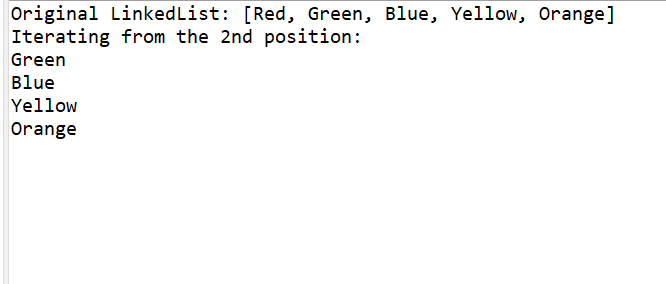 Original LinkedList: [Red, Green, Blue, Yellow, Orange]
Iterating from the 2nd position:
Green
Blue
Yellow
Orange